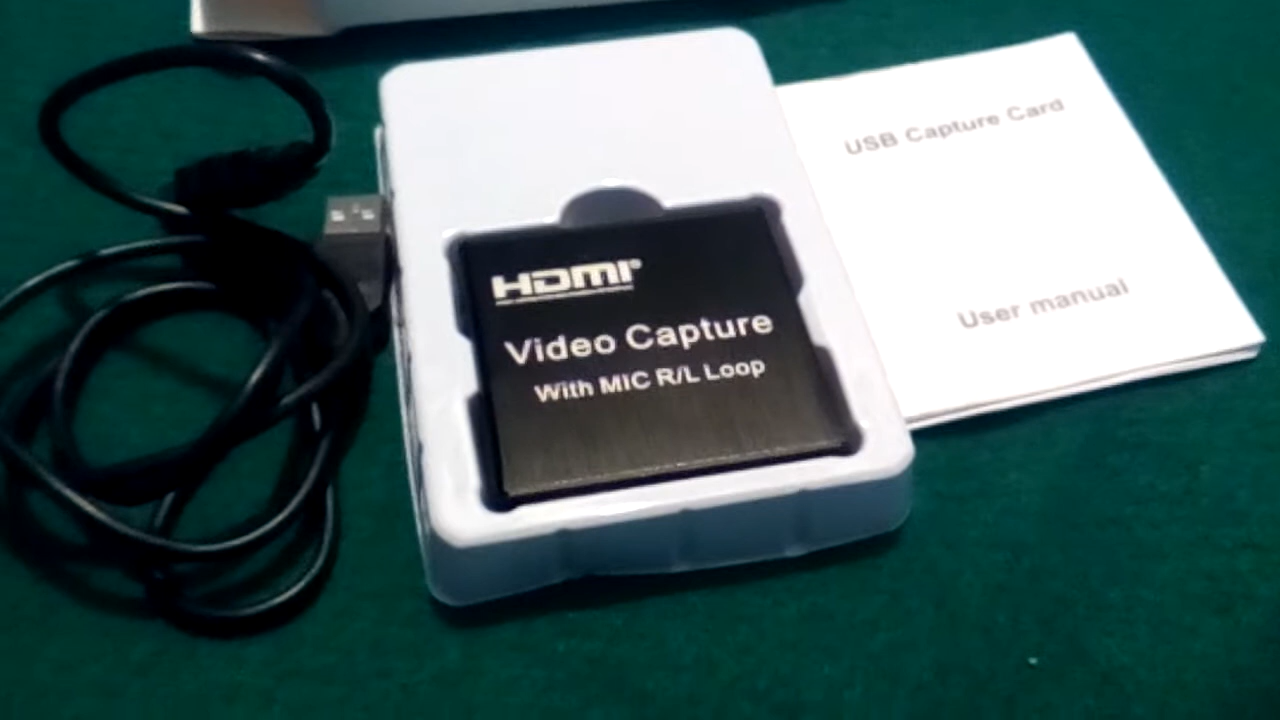 HDMI®
Video Capture
With MIC R/L Loop
USB Capture Card
User manual